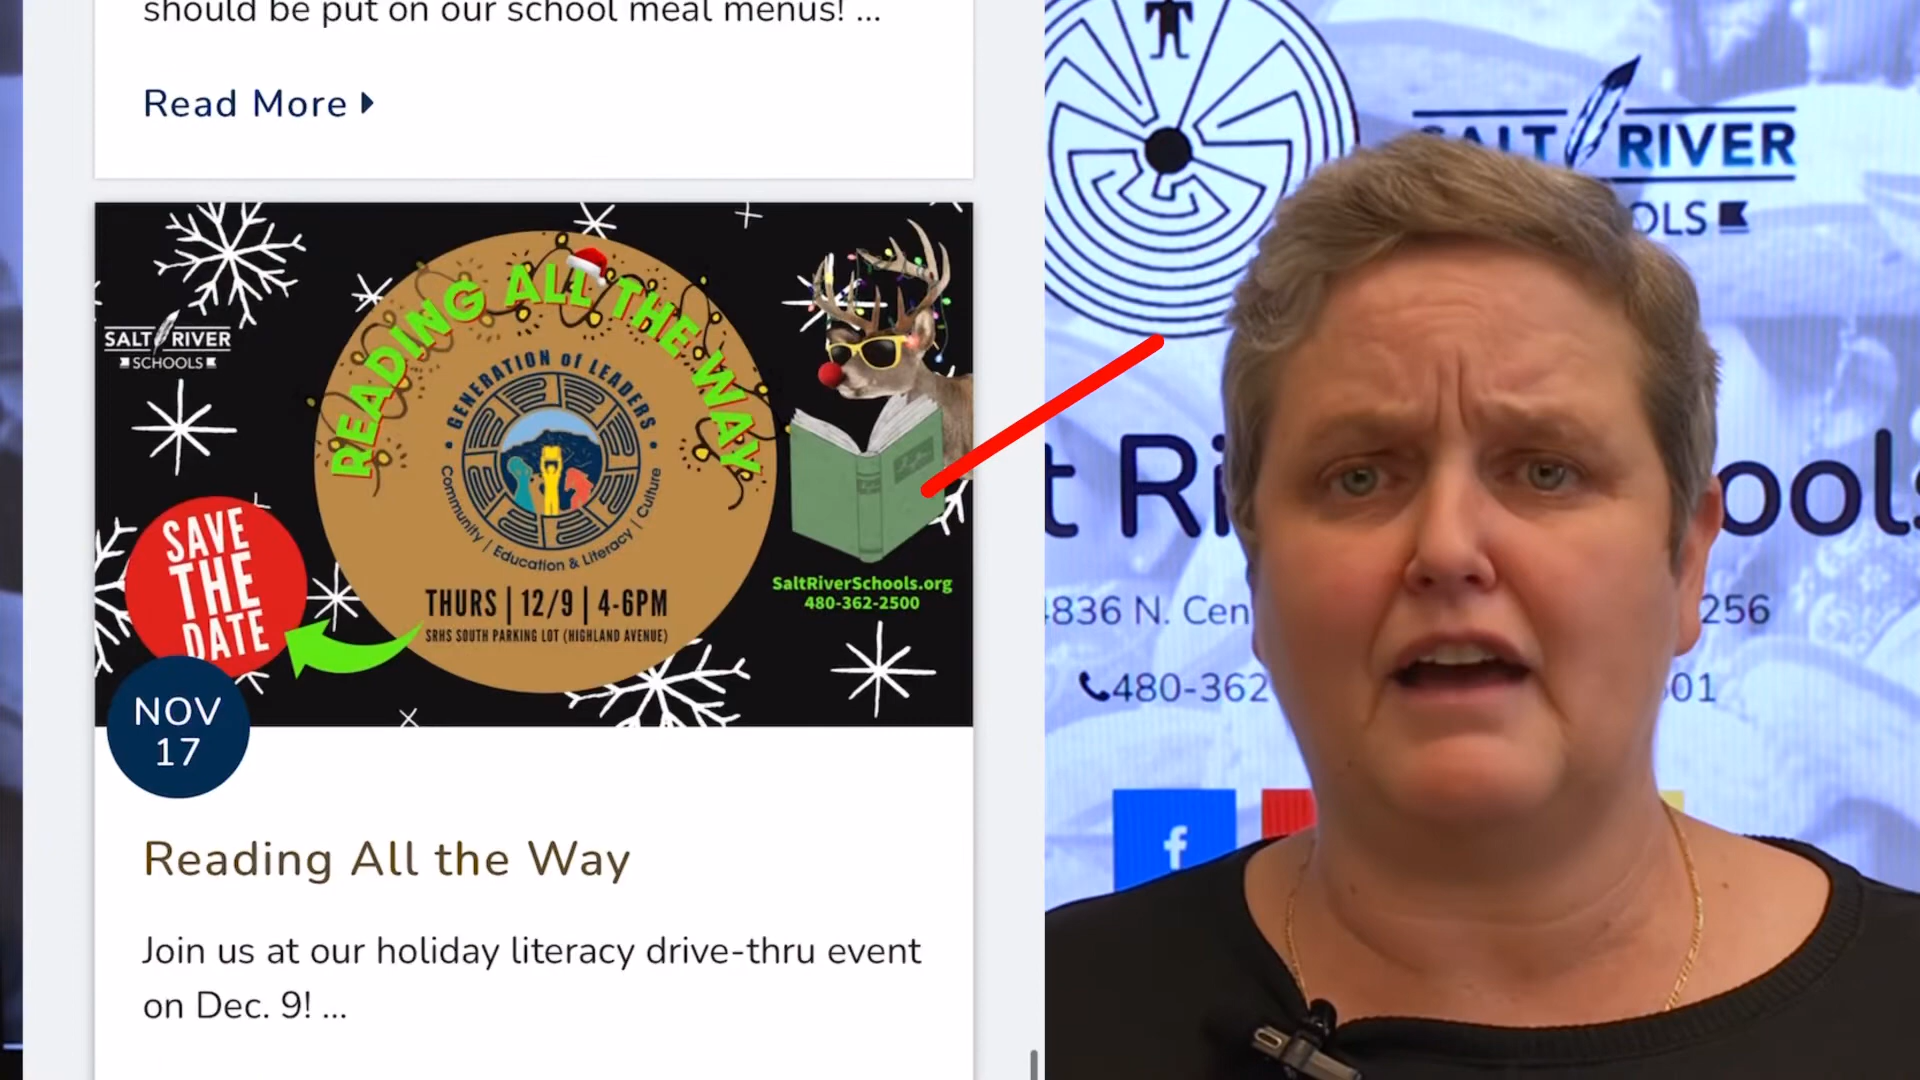 should be put on our school meal menus! ...
Read More
SALT RIVER
SCHOOLS
READING ALL THE WAY
GENERATION of LEADERS
Community | Education & Literacy | Culture
THURS | 12/9 | 4-6PM
SRHS SOUTH PARKING LOT (HIGHLAND AVENUE)
SAVE
THE
DATE
SaltRiverSchools.org
480-362-2500
NOV
17
Reading All the Way
Join us at our holiday literacy drive-thru event
on Dec. 9! ...
SALT RIVER
OLS
t Ri ools
4836 N. Cen 256
480-362 01
f